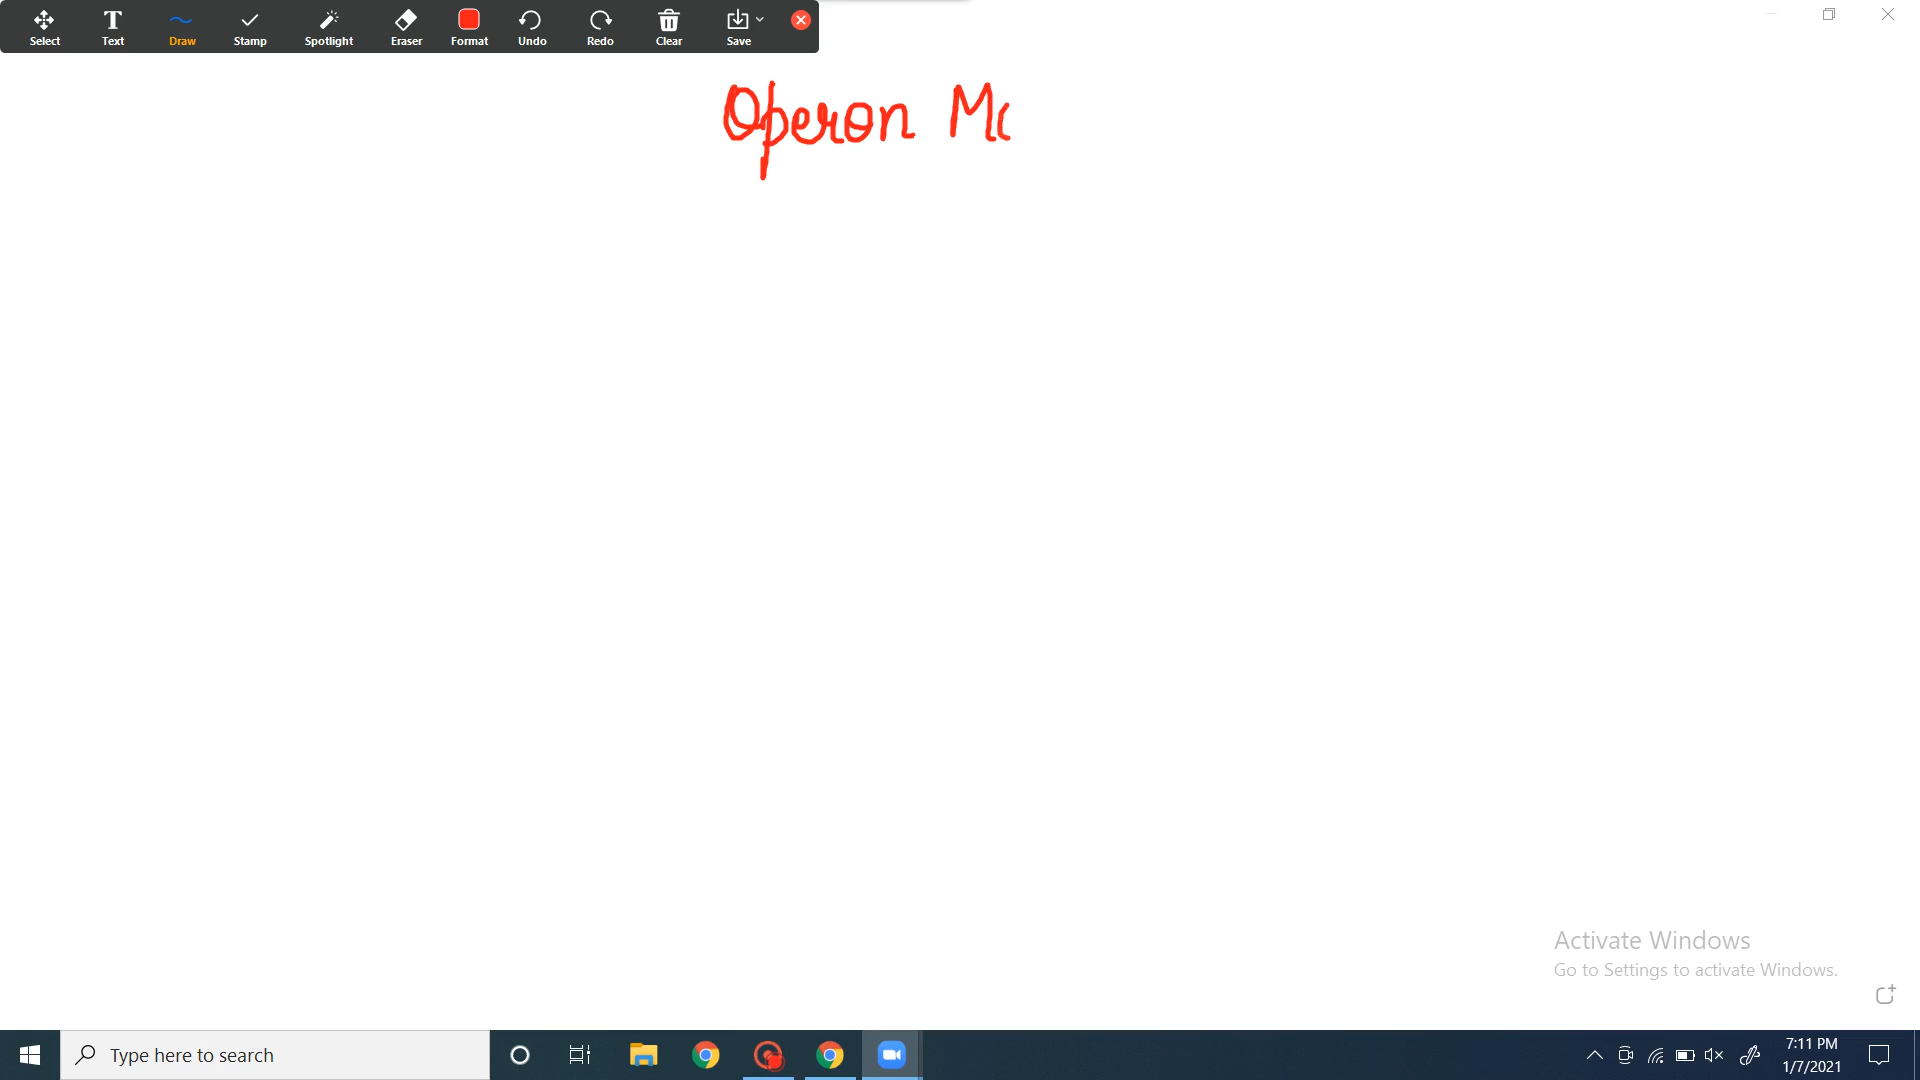 Select Text Draw Stamp Spotlight Eraser Format Undo Redo Clear Save
Operon Mc
Activate Windows
Go to Settings to activate Windows.
Type here to search
7:11 PM
1/7/2021